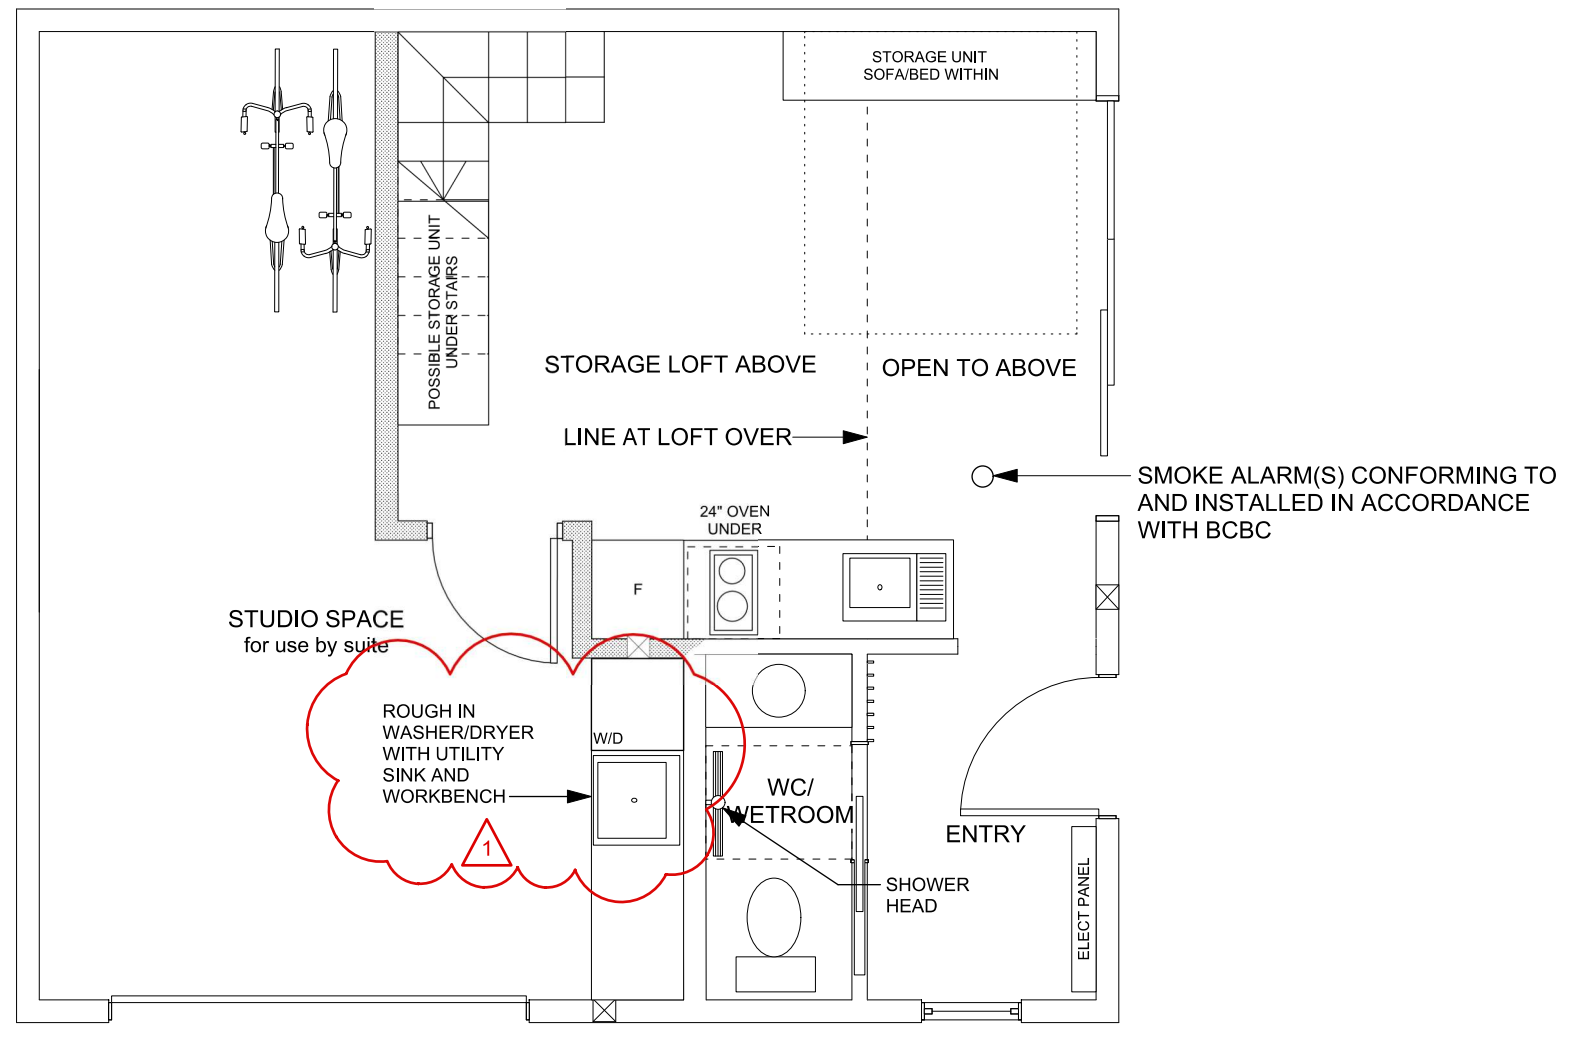 STORAGE UNIT
SOFA/BED WITHIN
POSSIBLE STORAGE UNIT
UNDER STAIRS
STORAGE LOFT ABOVE
OPEN TO ABOVE
LINE AT LOFT OVER
SMOKE ALARM(S) CONFORMING TO
AND INSTALLED IN ACCORDANCE
WITH BCBC
24" OVEN
UNDER
F
STUDIO SPACE
for use by suite
ROUGH IN
WASHER/DRYER
WITH UTILITY
SINK AND
WORKBENCH
W/D
1
WC/
WETROOM
ENTRY
SHOWER
HEAD
ELECT PANEL